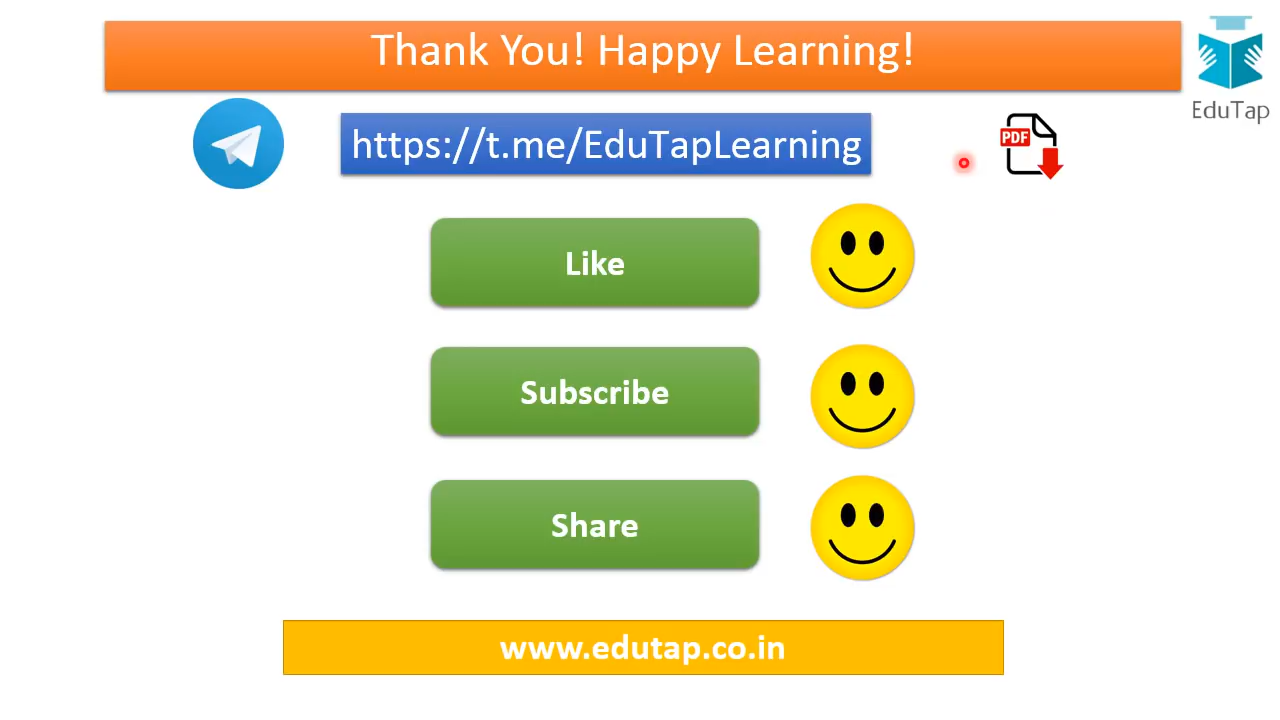 Thank You! Happy Learning!
EduTap
https://t.me/EduTapLearning
PDF
Like
Subscribe
Share
www.edutap.co.in